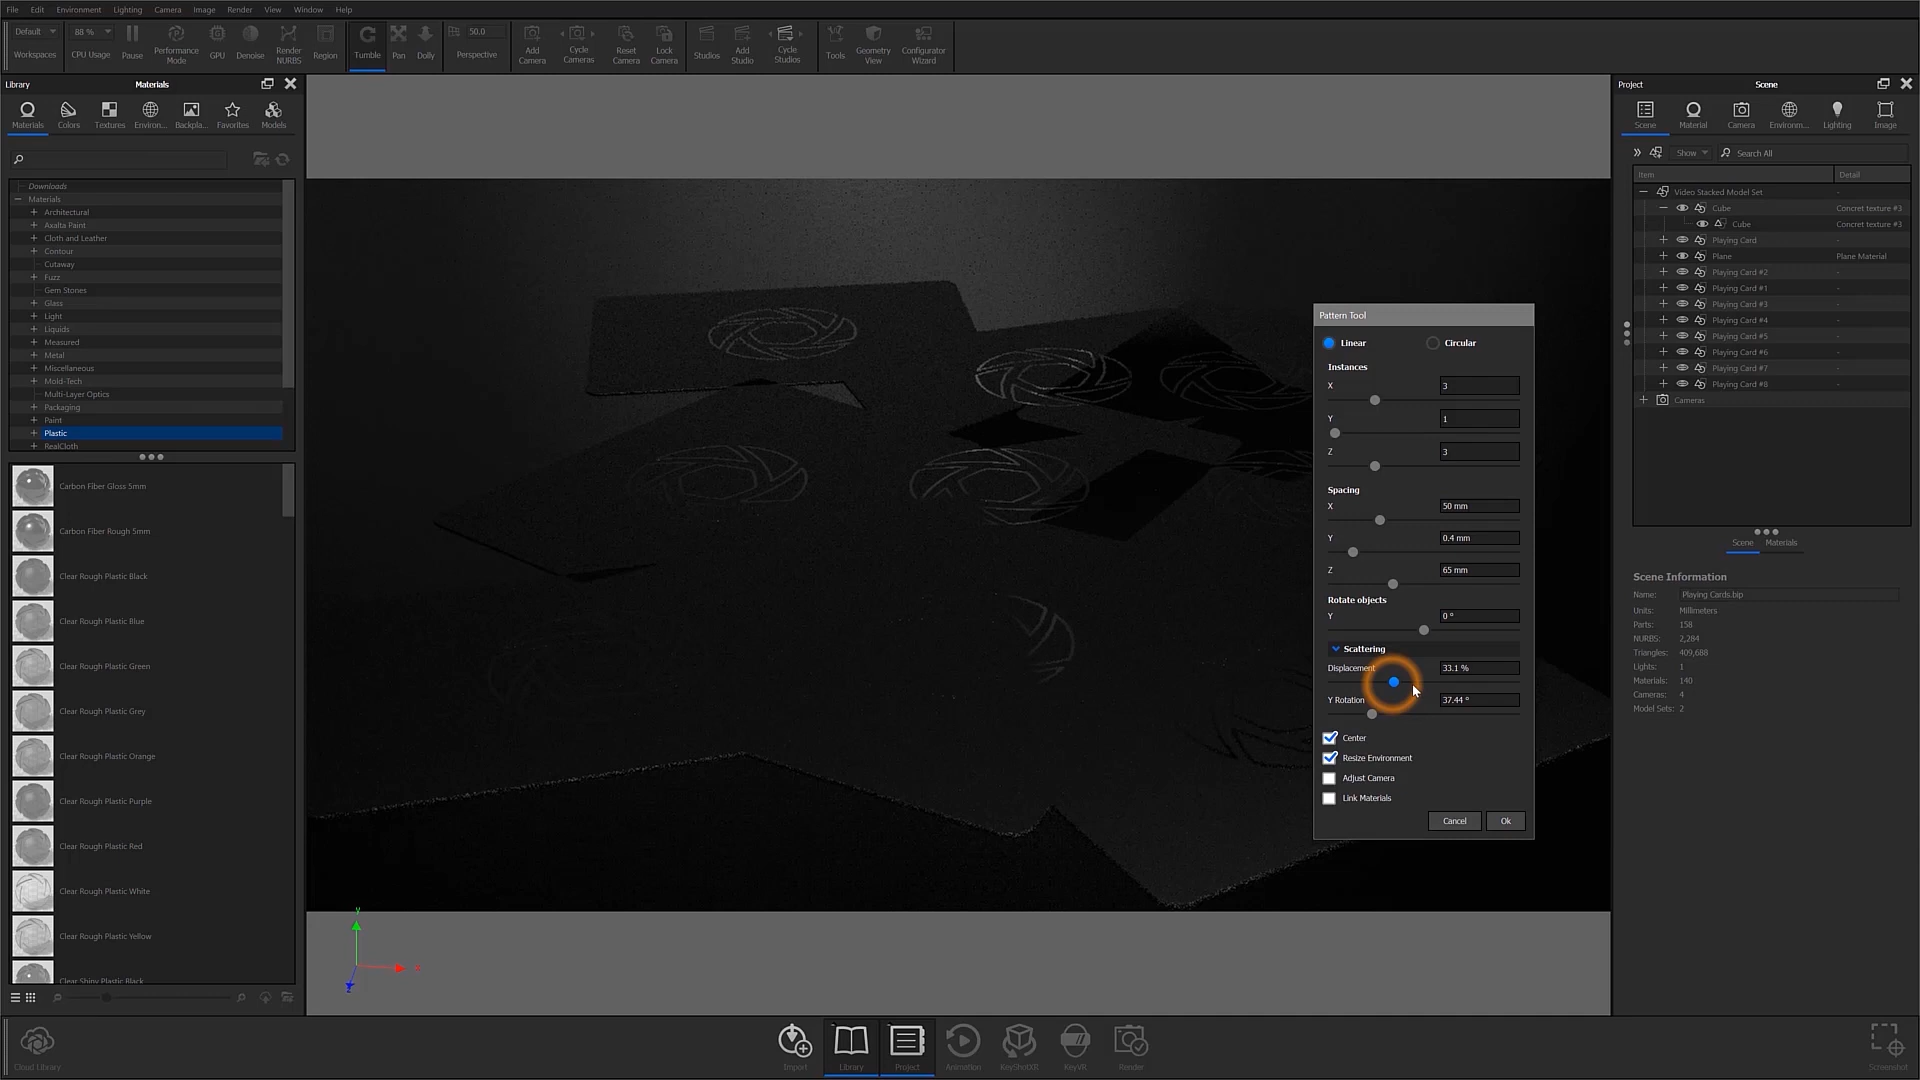 File Edit Environment Lighting Camera Image Render View Window Help
Default 88 % 50.0
Workspaces CPU Usage Pause Performance Mode GPU Denoise Render NURBS Region Tumble Pan Dolly Perspective Add Camera Cycle Cameras Reset Camera Lock Camera Studios Add Studio Cycle Studios Tools Geometry View Configurator Wizard
Library Materials
Materials Colors Textures Environ... Backpla... Favorites Models
Downloads
Materials
Architectural
Axalta Paint
Cloth and Leather
Contour
Cutaway
Fuzz
Gem Stones
Glass
Light
Liquids
Measured
Metal
Miscellaneous
Mold-Tech
Multi-Layer Optics
Packaging
Paint
Plastic
RealCloth
Carbon Fiber Gloss 5mm
Carbon Fiber Rough 5mm
Clear Rough Plastic Black
Clear Rough Plastic Blue
Clear Rough Plastic Green
Clear Rough Plastic Grey
Clear Rough Plastic Orange
Clear Rough Plastic Purple
Clear Rough Plastic Red
Clear Rough Plastic White
Clear Rough Plastic Yellow
Clear Shiny Plastic Black
Y
Z
Pattern Tool
Linear Circular
Instances
X 3
Y 1
Z 3
Spacing
X 50 mm
Y 0.4 mm
Z 65 mm
Rotate objects
Y 0 °
Scattering
Displacement 33.1 %
Y Rotation 37.44 °
Center
Resize Environment
Adjust Camera
Link Materials
Cancel Ok
Project Scene
Scene Material Camera Environm... Lighting Image
Show Search All
Item Detail
Video Stacked Model Set -
Cube Concret texture #3
Cube Concret texture #3
Playing Card -
Plane Plane Material
Playing Card #2 -
Playing Card #1 -
Playing Card #3 -
Playing Card #4 -
Playing Card #5 -
Playing Card #6 -
Playing Card #7 -
Playing Card #8 -
Cameras -
Scene Materials
Scene Information
Name: Playing Cards.bip
Units: Millimeters
Parts: 158
NURBS: 2,284
Triangles: 409,688
Lights: 1
Materials: 140
Cameras: 4
Model Sets: 2
Cloud Library Import Library Project Animation KeyShotXR KeyVR Render Screenshot